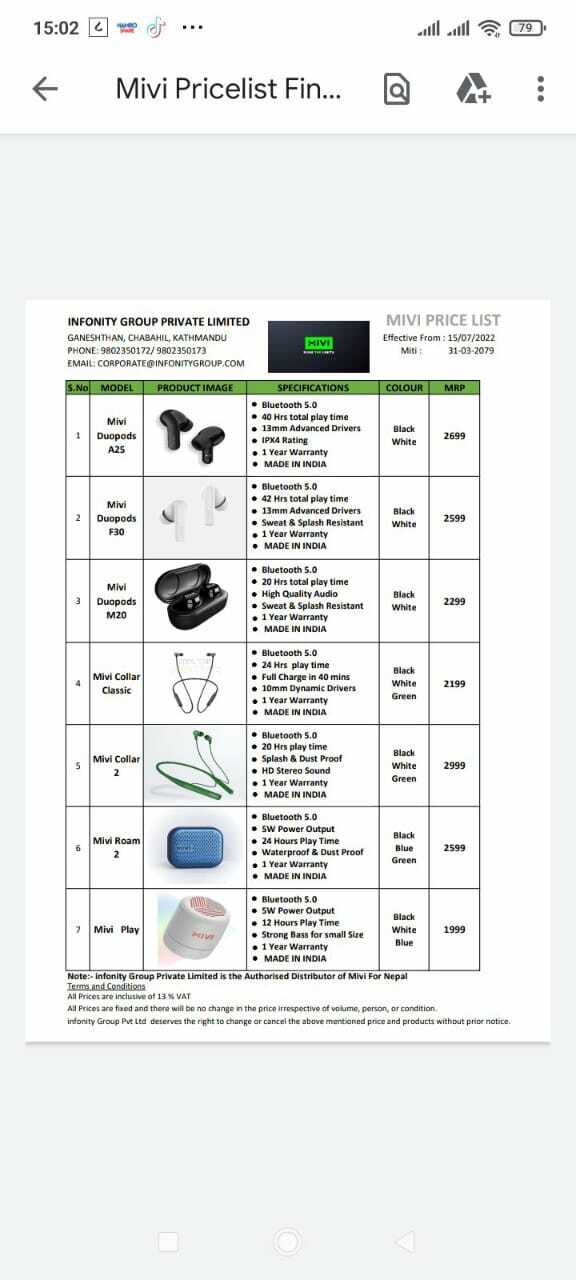 15:02
79
Mivi Pricelist Fin...
INFONITY GROUP PRIVATE LIMITED
GANESHTHAN, CHABAHIL, KATHMANDU
PHONE: 9802350172/ 9802350173
EMAIL: CORPORATE@INFONITYGROUP.COM
MIVI
MIVI PRICE LIST
Effective From : 15/07/2022
Miti : 31-03-2079
S.No MODEL PRODUCT IMAGE SPECIFICATIONS COLOUR MRP
1
Mivi
Duopods
A25
• Bluetooth 5.0
• 40 Hrs total play time
• 13mm Advanced Drivers
• IPX4 Rating
• 1 Year Warranty
• MADE IN INDIA
Black
White
2699
2
Mivi
Duopods
F30
• Bluetooth 5.0
• 42 Hrs total play time
• 13mm Advanced Drivers
• Sweat & Splash Resistant
• 1 Year Warranty
• MADE IN INDIA
Black
White
2599
3
Mivi
Duopods
M20
• Bluetooth 5.0
• 20 Hrs total play time
• High Quality Audio
• Sweat & Splash Resistant
• 1 Year Warranty
• MADE IN INDIA
Black
White
2299
4
Mivi Collar
Classic
• Bluetooth 5.0
• 24 Hrs play time
• Full Charge in 40 mins
• 10mm Dynamic Drivers
• 1 Year Warranty
• MADE IN INDIA
Black
White
Green
2199
5
Mivi Collar
2
• Bluetooth 5.0
• 20 Hrs play time
• Splash & Dust Proof
• HD Stereo Sound
• 1 Year Warranty
• MADE IN INDIA
Black
White
Green
2999
6
Mivi Roam
2
• Bluetooth 5.0
• 5W Power Output
• 24 Hours Play Time
• Waterproof & Dust Proof
• 1 Year Warranty
• MADE IN INDIA
Black
Blue
Green
2599
7
Mivi Play
MIVI
• Bluetooth 5.0
• 5W Power Output
• 12 Hours Play Time
• Strong Bass for small Size
• 1 Year Warranty
• MADE IN INDIA
Black
White
Blue
1999
Note:- infonity Group Private Limited is the Authorised Distributor of Mivi For Nepal
Terms and Conditions
All Prices are inclusive of 13 % VAT
All Prices are fixed and there will be no change in the price irrespective of volume, person, or condition.
infonity Group Pvt Ltd deserves the right to change or cancel the above mentioned price and products without prior notice.